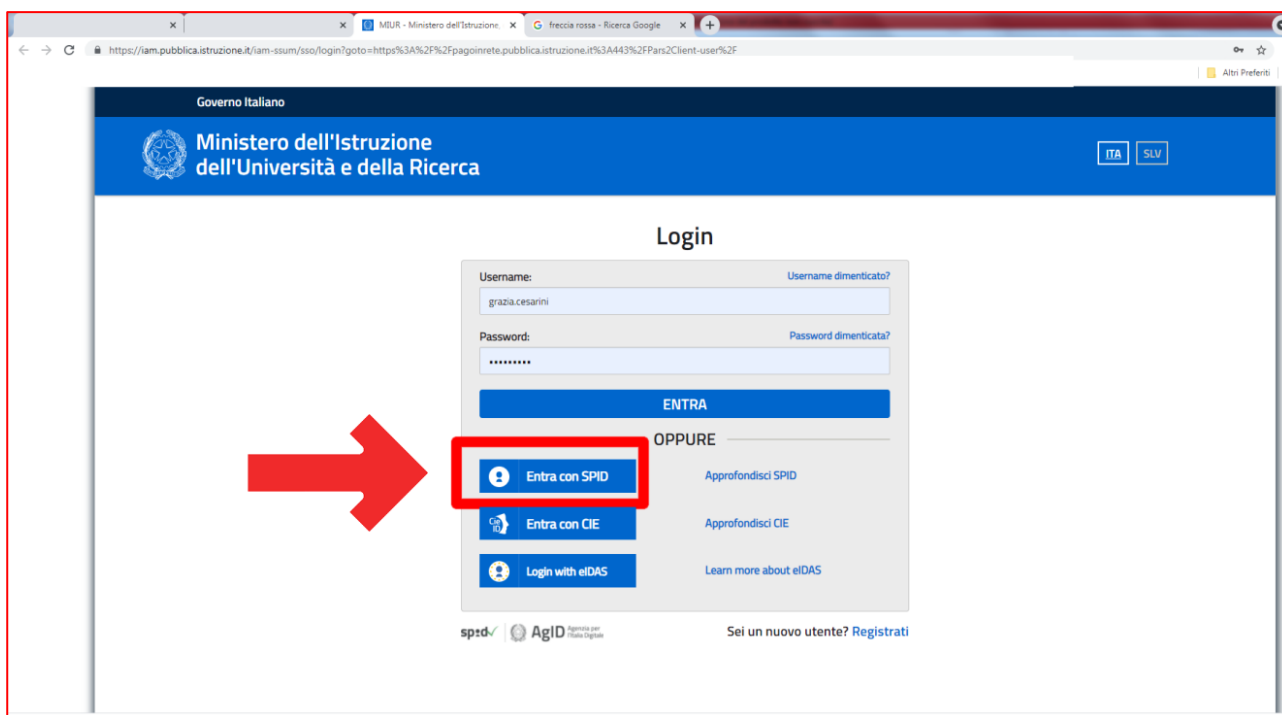 MIUR - Ministero dell'Istruzione,
freccia rossa - Ricerca Google
https://iam.pubblica.istruzione.it/iam-ssum/sso/login?goto=https%3A%2F%2Fpagoinrete.pubblica.istruzione.it%3A443%2FPars2Client-user%2F
Altri Preferiti
Governo Italiano
Ministero dell'Istruzione
dell'Università e della Ricerca
ITA SLV
Login
Username: Username dimenticato?
grazia.cesarini
Password: Password dimenticata?
•••••••••
ENTRA
OPPURE
Entra con SPID Approfondisci SPID
Entra con CIE Approfondisci CIE
Login with eIDAS Learn more about eIDAS
spid AgID Agenzia per l'Italia Digitale Sei un nuovo utente? Registrati